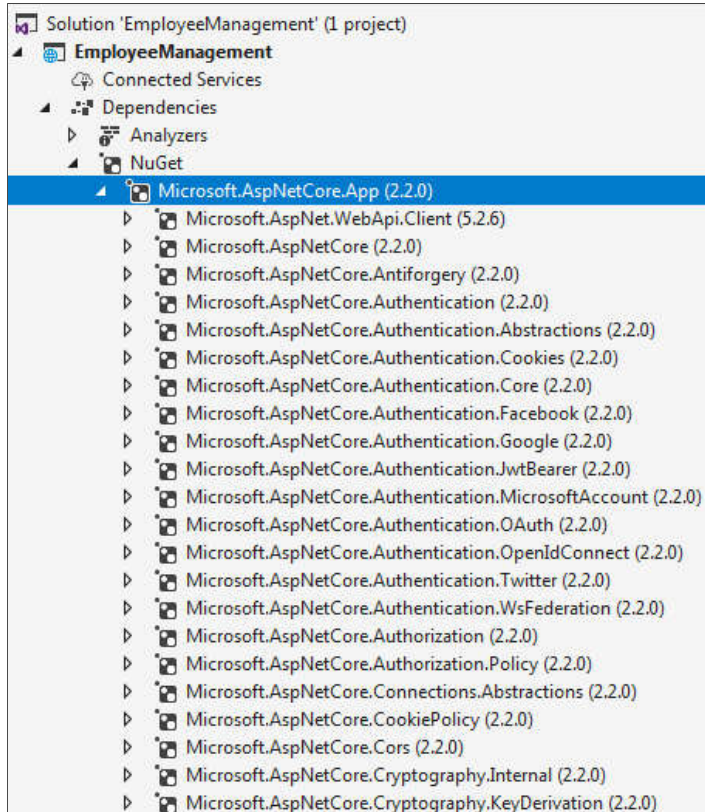 Solution 'EmployeeManagement' (1 project)
EmployeeManagement
Connected Services
Dependencies
Analyzers
NuGet
Microsoft.AspNetCore.App (2.2.0)
Microsoft.AspNet.WebApi.Client (5.2.6)
Microsoft.AspNetCore (2.2.0)
Microsoft.AspNetCore.Antiforgery (2.2.0)
Microsoft.AspNetCore.Authentication (2.2.0)
Microsoft.AspNetCore.Authentication.Abstractions (2.2.0)
Microsoft.AspNetCore.Authentication.Cookies (2.2.0)
Microsoft.AspNetCore.Authentication.Core (2.2.0)
Microsoft.AspNetCore.Authentication.Facebook (2.2.0)
Microsoft.AspNetCore.Authentication.Google (2.2.0)
Microsoft.AspNetCore.Authentication.JwtBearer (2.2.0)
Microsoft.AspNetCore.Authentication.MicrosoftAccount (2.2.0)
Microsoft.AspNetCore.Authentication.OAuth (2.2.0)
Microsoft.AspNetCore.Authentication.OpenIdConnect (2.2.0)
Microsoft.AspNetCore.Authentication.Twitter (2.2.0)
Microsoft.AspNetCore.Authentication.WsFederation (2.2.0)
Microsoft.AspNetCore.Authorization (2.2.0)
Microsoft.AspNetCore.Authorization.Policy (2.2.0)
Microsoft.AspNetCore.Connections.Abstractions (2.2.0)
Microsoft.AspNetCore.CookiePolicy (2.2.0)
Microsoft.AspNetCore.Cors (2.2.0)
Microsoft.AspNetCore.Cryptography.Internal (2.2.0)
Microsoft.AspNetCore.Cryptography.KeyDerivation (2.2.0)